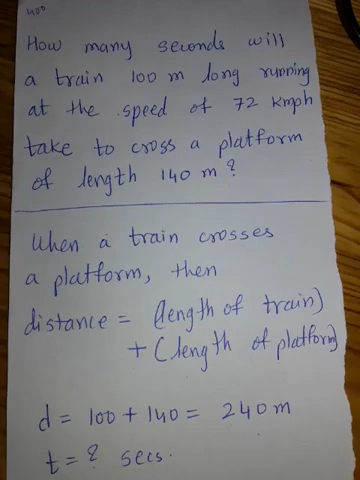 400
How many seconds will
a train 100 m long running
at the speed of 72 kmph
take to cross a platform
of length 140 m?
When a train crosses
a platform, then
distance = (length of train)
+ (length of platform)
d = 100 + 140 = 240 m
t = ? secs.